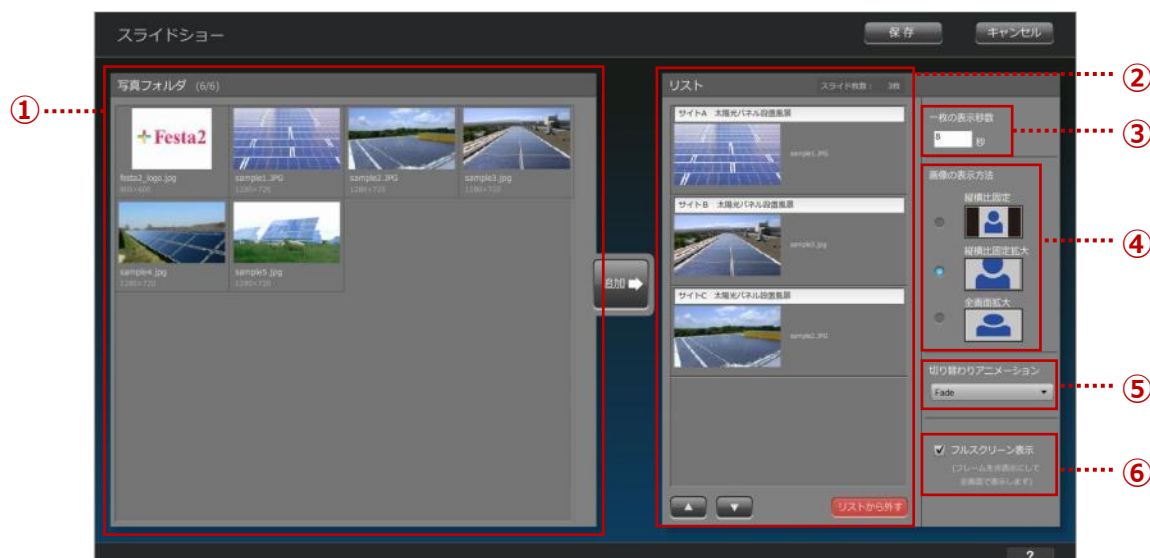 スライドショー
保存
キャンセル
①
写真フォルダ (6/6)
Festa2
festa2_logo.jpg
800×600
sample1.JPG
1280×720
sample2.JPG
1280×720
sample3.jpg
1280×720
sample4.jpg
1280×720
sample5.jpg
1280×720
追加
②
リスト
スライド枚数： 3枚
サイトA 太陽光パネル設置風景
sample1.JPG
サイトB 太陽光パネル設置風景
sample3.jpg
サイトC 太陽光パネル設置風景
sample2.JPG
リストから外す
③
一枚の表示秒数
8
秒
④
画像の表示方法
縦横比固定
縦横比固定拡大
全画面拡大
⑤
切り替わりアニメーション
Fade
⑥
フルスクリーン表示
(フレームを非表示にして
全画面で表示します)
?